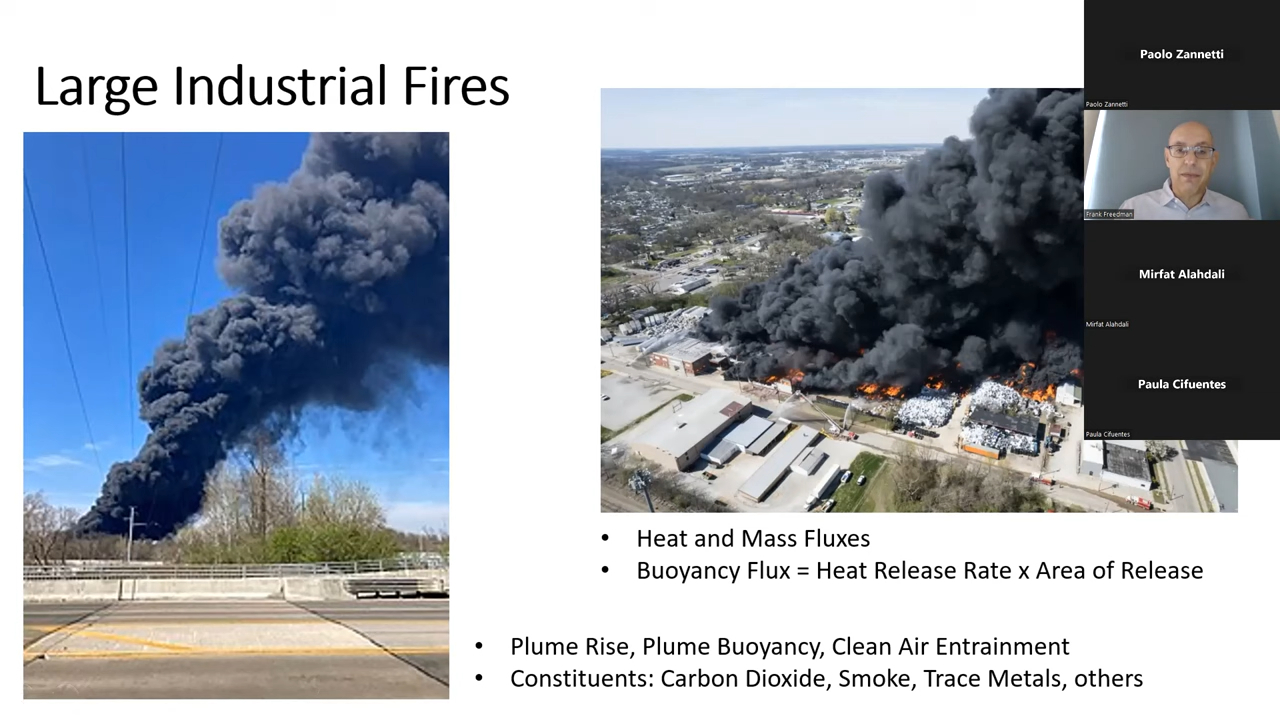 Large Industrial Fires
Paolo Zannetti
Paolo Zannetti
Frank Freedman
Mirfat Alahdali
Mirfat Alahdali
Paula Cifuentes
Paula Cifuentes
• Heat and Mass Fluxes
• Buoyancy Flux = Heat Release Rate x Area of Release
• Plume Rise, Plume Buoyancy, Clean Air Entrainment
• Constituents: Carbon Dioxide, Smoke, Trace Metals, others